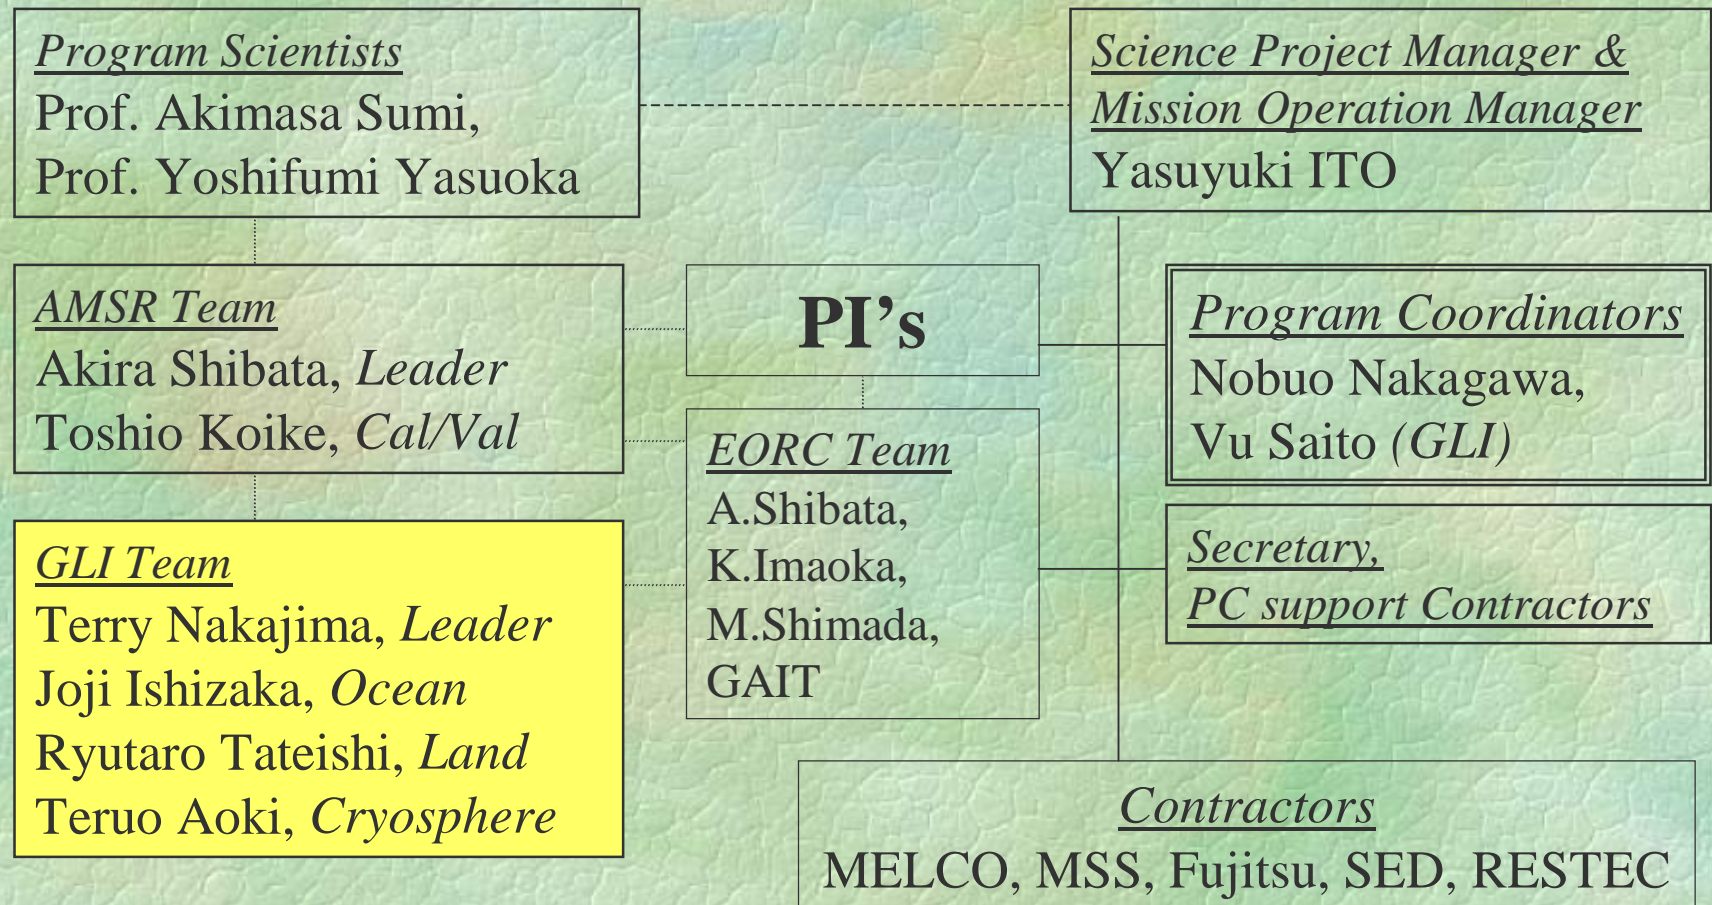 Program Scientists
Prof. Akimasa Sumi,
Prof. Yoshifumi Yasuoka
Science Project Manager &
Mission Operation Manager
Yasuyuki ITO
AMSR Team
Akira Shibata, Leader
Toshio Koike, Cal/Val
PI’s
Program Coordinators
Nobuo Nakagawa,
Vu Saito (GLI)
EORC Team
A.Shibata,
K.Imaoka,
M.Shimada,
GAIT
Secretary,
PC support Contractors
GLI Team
Terry Nakajima, Leader
Joji Ishizaka, Ocean
Ryutaro Tateishi, Land
Teruo Aoki, Cryosphere
Contractors
MELCO, MSS, Fujitsu, SED, RESTEC